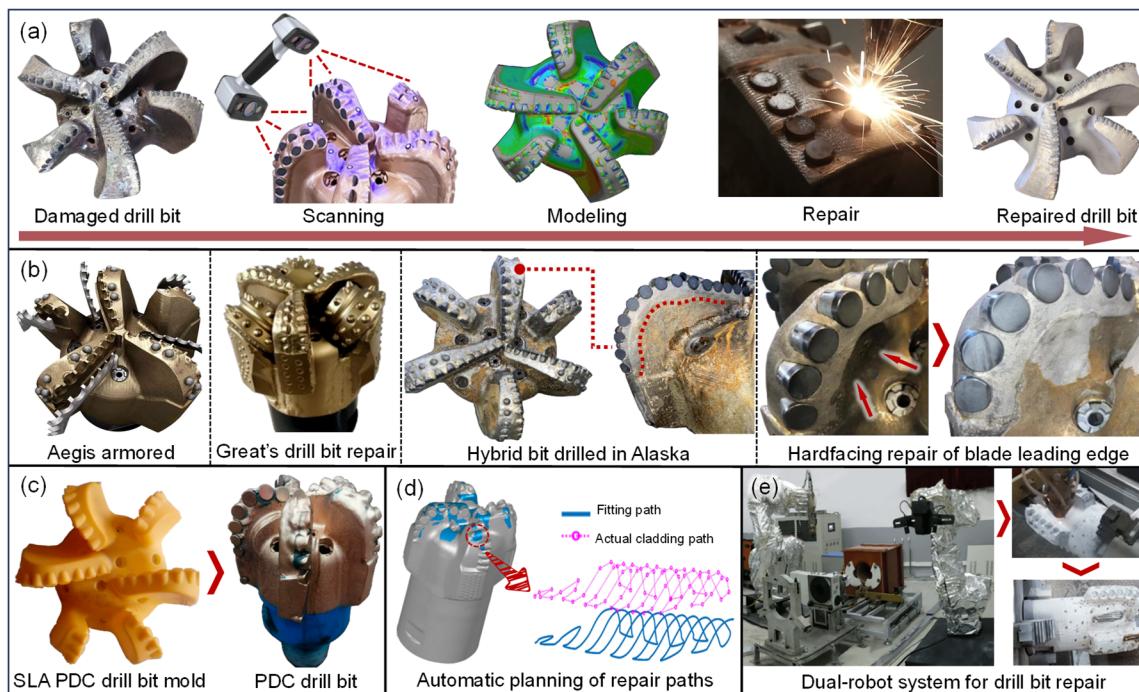 (a)
Damaged drill bit
Scanning
Modeling
Repair
Repaired drill bit
(b)
Aegis armored
Great's drill bit repair
Hybrid bit drilled in Alaska
Hardfacing repair of blade leading edge
(c)
SLA PDC drill bit mold
PDC drill bit
(d)
Fitting path
Actual cladding path
Automatic planning of repair paths
(e)
Dual-robot system for drill bit repair